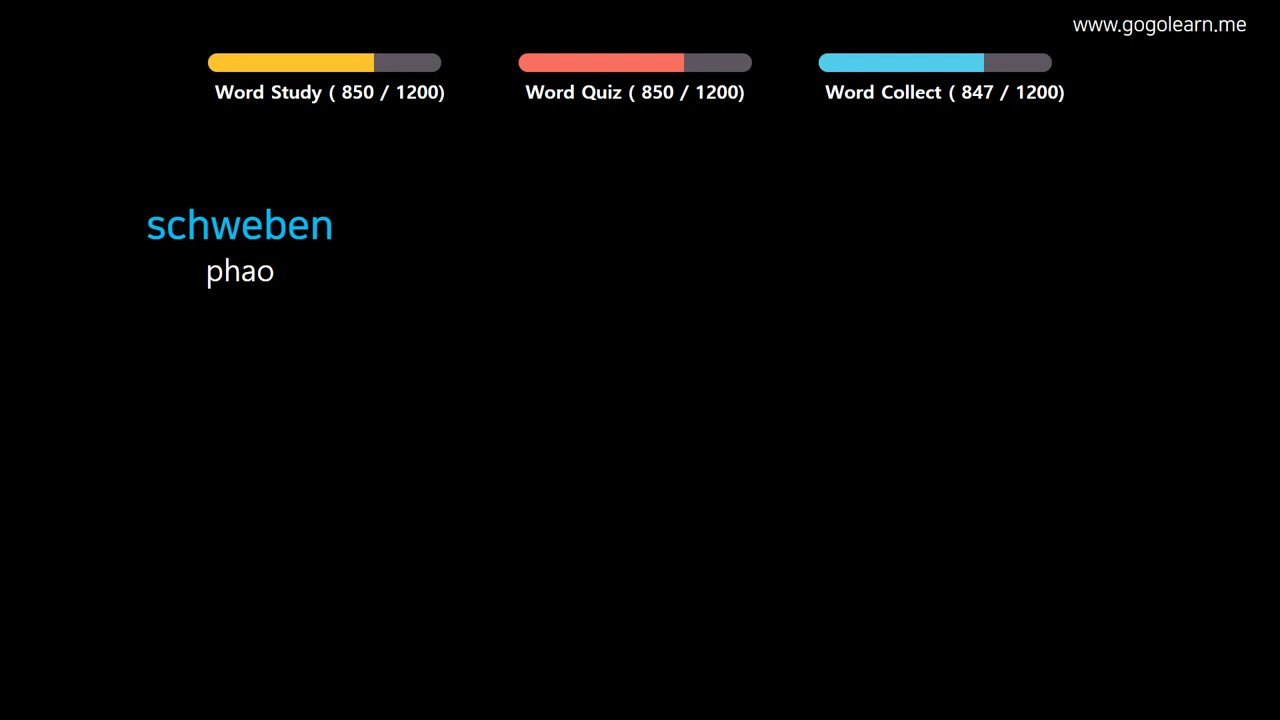 www.gogolearn.me
Word Study ( 850 / 1200)
Word Quiz ( 850 / 1200)
Word Collect ( 847 / 1200)
schweben
phao